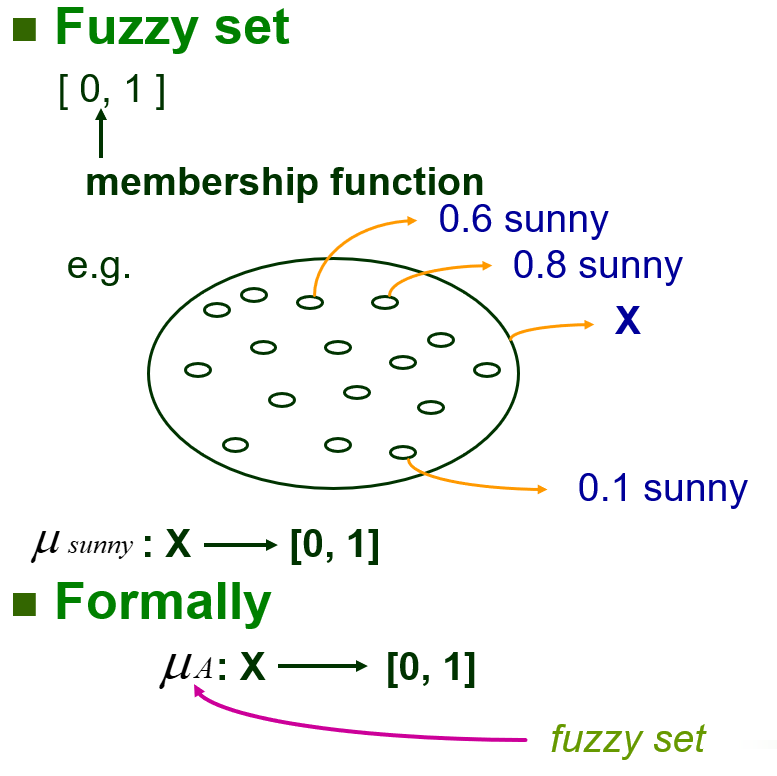 ■ Fuzzy set
[ 0, 1 ]
membership function
0.6 sunny
e.g.
0.8 sunny
X
0.1 sunny
μ sunny : X ⟶ [0, 1]
■ Formally
μA : X ⟶ [0, 1]
fuzzy set